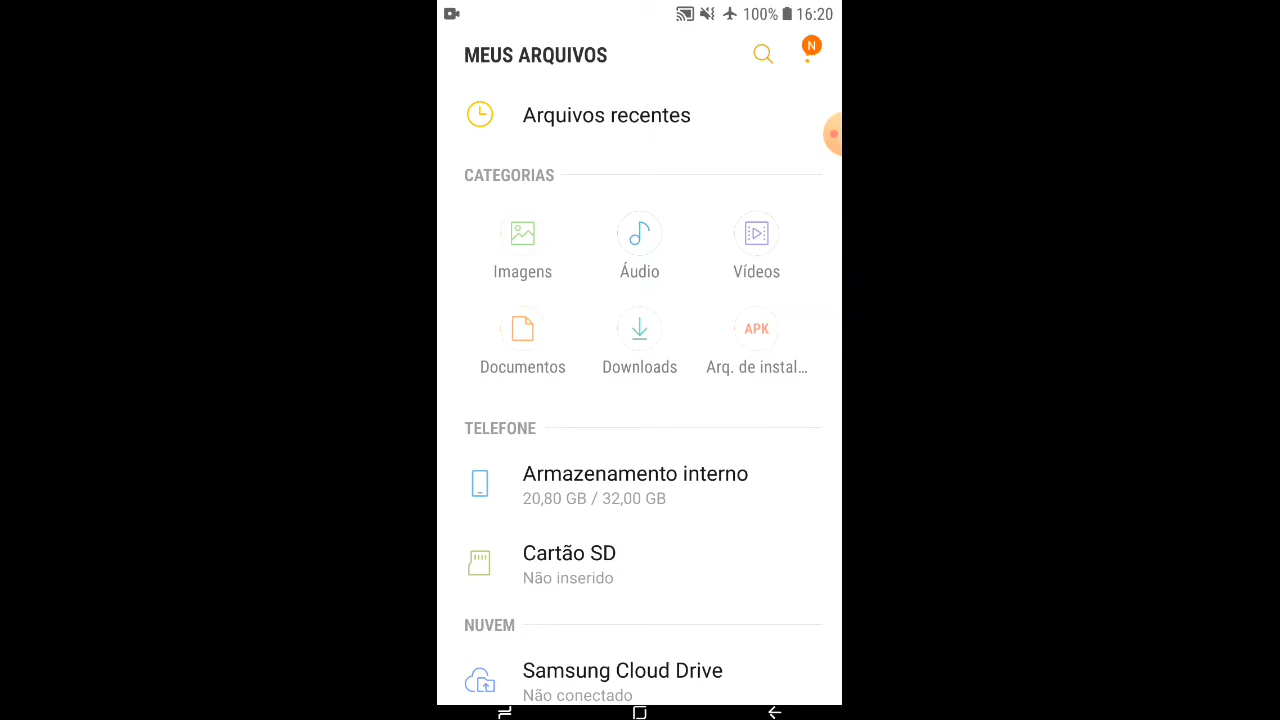 100% 16:20
MEUS ARQUIVOS
N
Arquivos recentes
CATEGORIAS
Imagens Áudio Vídeos
APK
Documentos Downloads Arq. de instal...
TELEFONE
Armazenamento interno
20,80 GB / 32,00 GB
Cartão SD
Não inserido
NUVEM
Samsung Cloud Drive
Não conectado